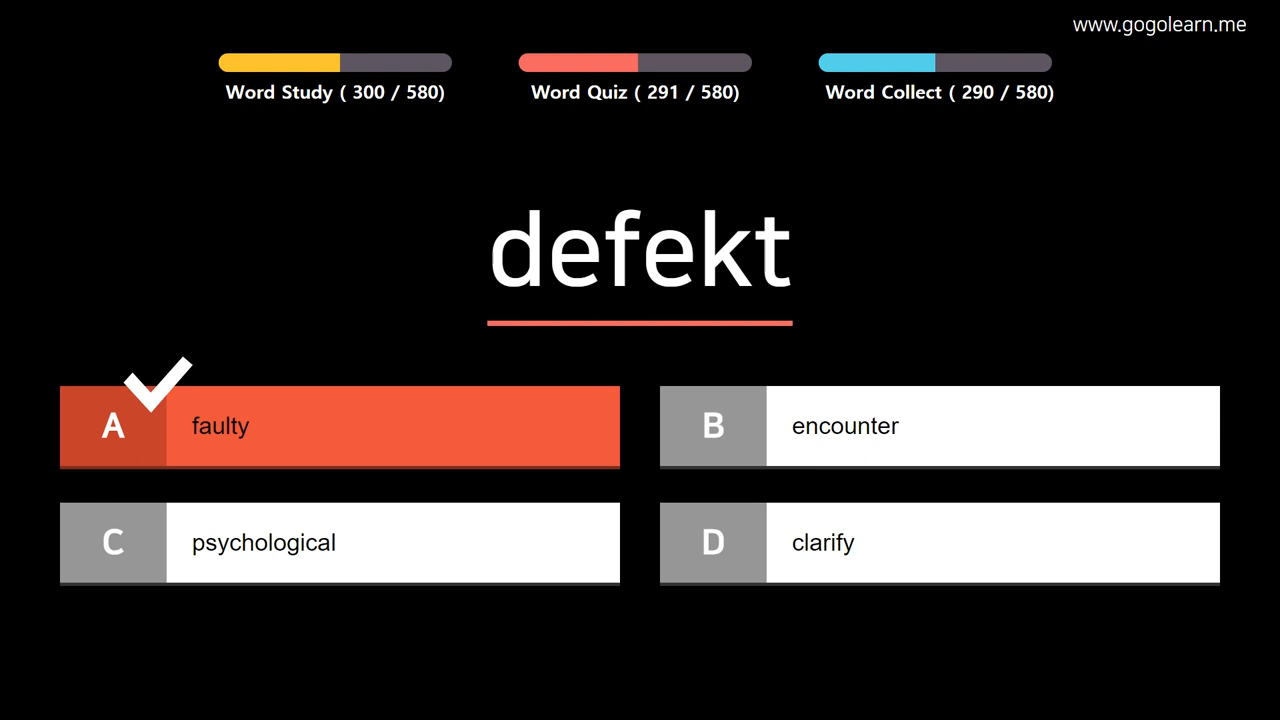 www.gogolearn.me
Word Study ( 300 / 580)
Word Quiz ( 291 / 580)
Word Collect ( 290 / 580)
defekt
A faulty
B encounter
C psychological
D clarify